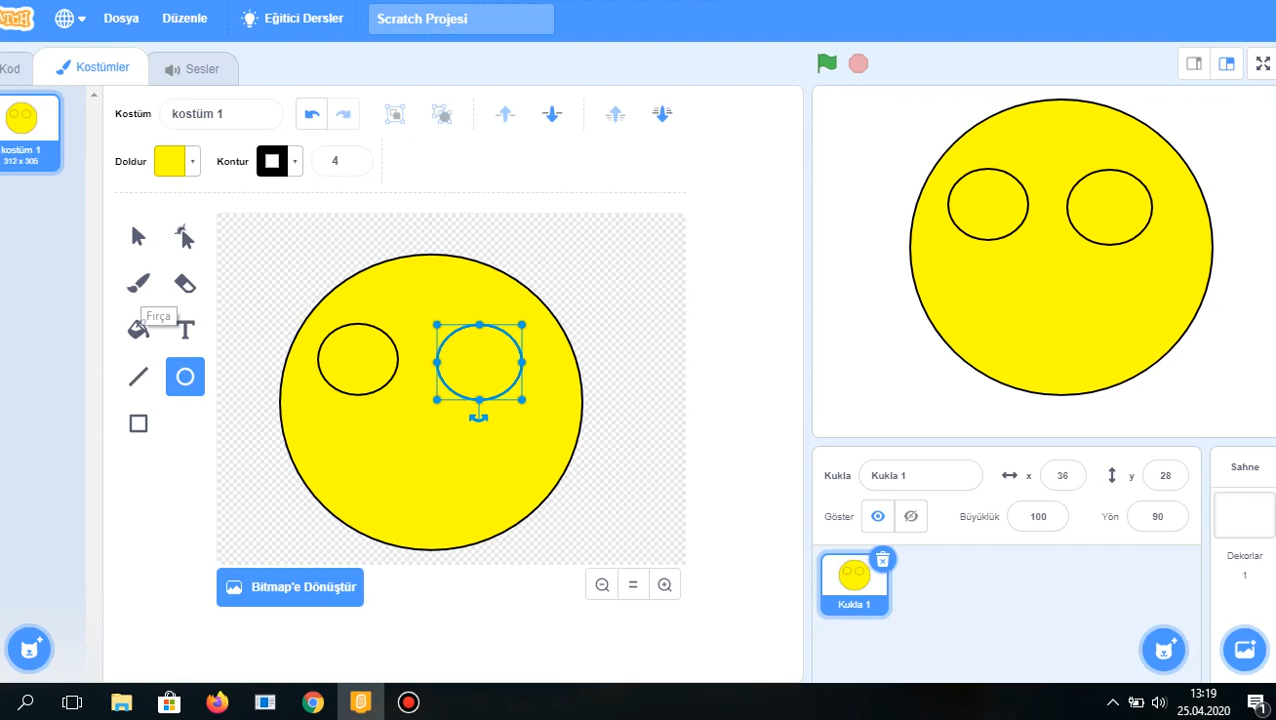 Dosya
Düzenle
Eğitici Dersler
Scratch Projesi
Kod
Kostümler
Sesler
Kostüm
kostüm 1
Doldur
Kontur
4
kostüm 1
312 x 305
Fırça
T
Bitmap'e Dönüştür
Kukla
Kukla 1
x
36
y
28
Göster
Büyüklük
100
Yön
90
Kukla 1
Sahne
Dekorlar
1
13:19
25.04.2020
1